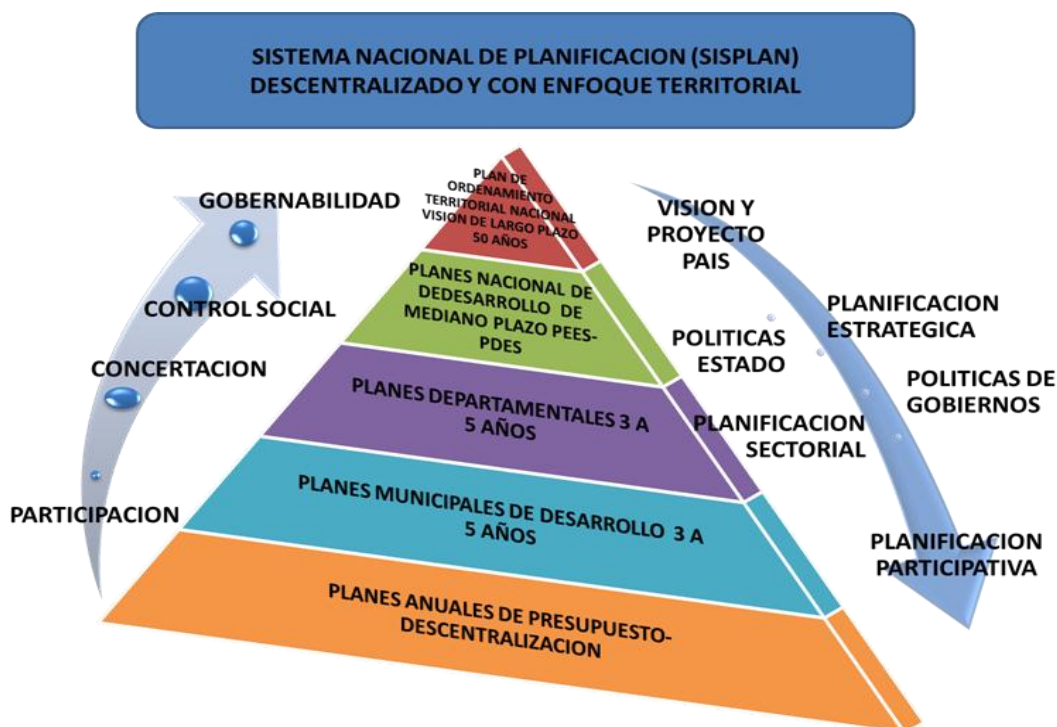 SISTEMA NACIONAL DE PLANIFICACION (SISPLAN)
DESCENTRALIZADO Y CON ENFOQUE TERRITORIAL
GOBERNABILIDAD
CONTROL SOCIAL
CONCERTACION
PARTICIPACION
PLAN DE
ORDENAMIENTO
TERRITORIAL NACIONAL
VISION DE LARGO PLAZO
50 AÑOS
PLANES NACIONAL DE
DEDESARROLLO DE
MEDIANO PLAZO PEES-
PDES
PLANES DEPARTAMENTALES 3 A
5 AÑOS
PLANES MUNICIPALES DE DESARROLLO 3 A
5 AÑOS
PLANES ANUALES DE PRESUPUESTO-
DESCENTRALIZACION
VISION Y
PROYECTO
PAIS
PLANIFICACION
ESTRATEGICA
POLITICAS
ESTADO
POLITICAS DE
GOBIERNOS
PLANIFICACION
SECTORIAL
PLANIFICACION
PARTICIPATIVA